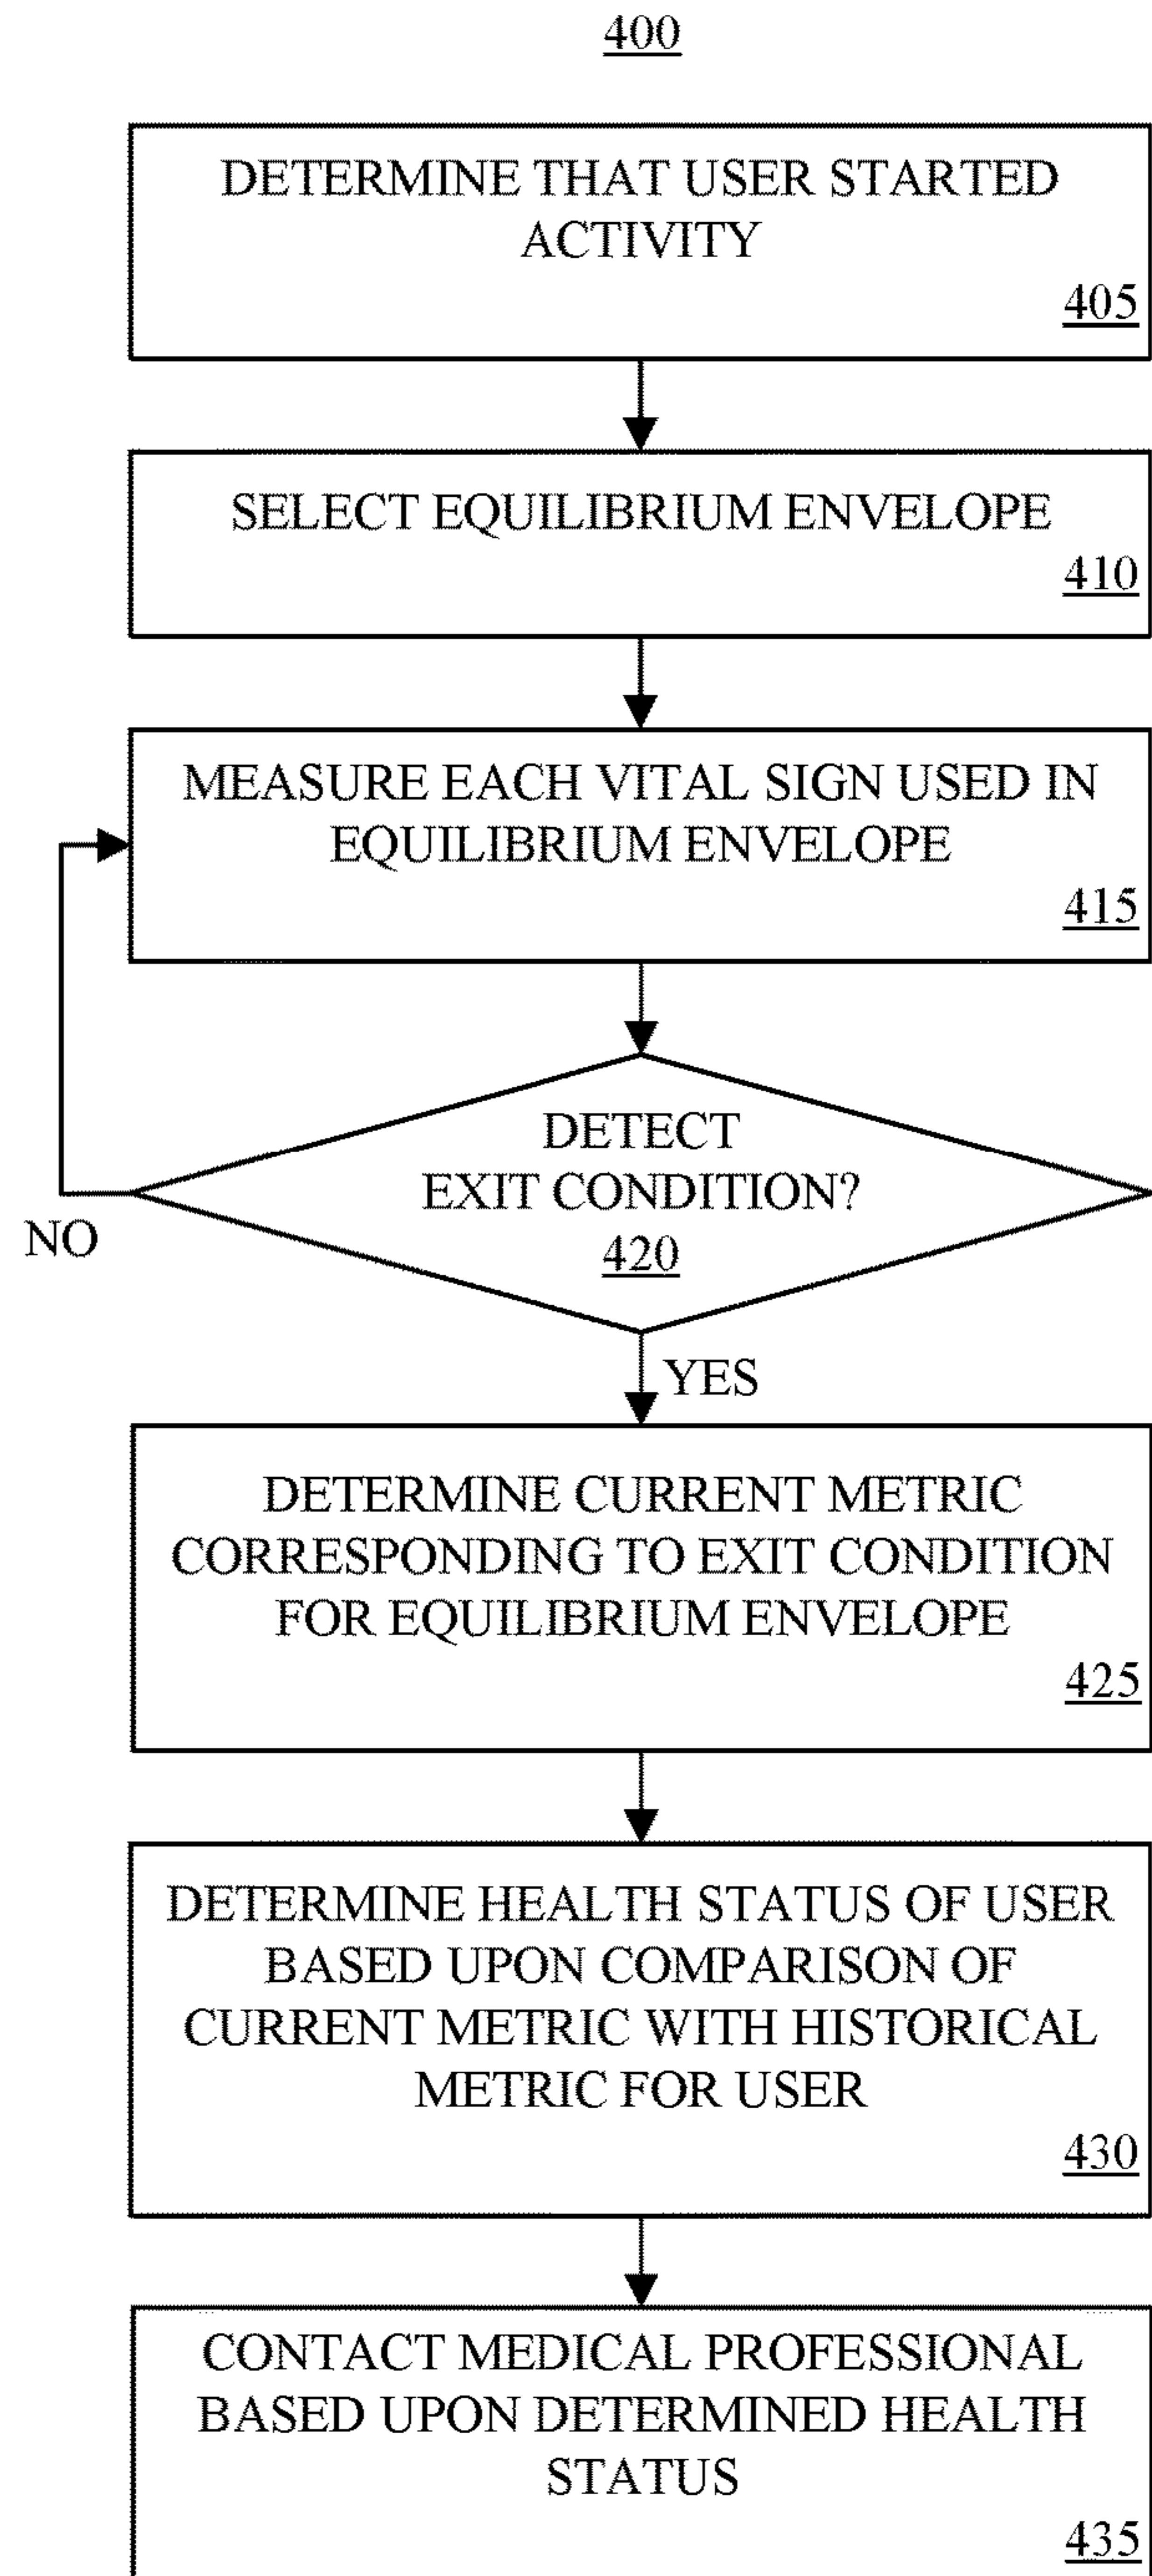 400
DETERMINE THAT USER STARTED
ACTIVITY
405
SELECT EQUILIBRIUM ENVELOPE
410
MEASURE EACH VITAL SIGN USED IN
EQUILIBRIUM ENVELOPE
415
DETECT
EXIT CONDITION?
420
NO
YES
DETERMINE CURRENT METRIC
CORRESPONDING TO EXIT CONDITION
FOR EQUILIBRIUM ENVELOPE
425
DETERMINE HEALTH STATUS OF USER
BASED UPON COMPARISON OF
CURRENT METRIC WITH HISTORICAL
METRIC FOR USER
430
CONTACT MEDICAL PROFESSIONAL
BASED UPON DETERMINED HEALTH
STATUS
435